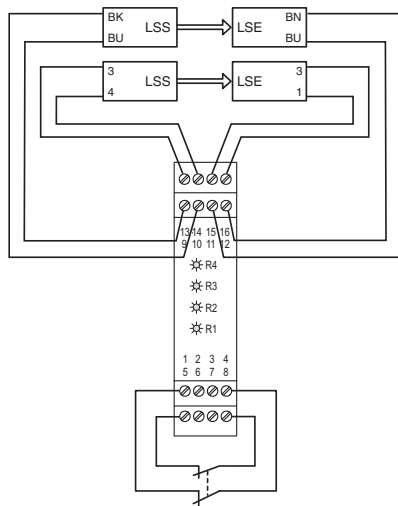 BK LSS LSE BN
BU BU
3 LSS LSE 3
4 1
13 14 15 16
9 10 11 12
R4
R3
R2
R1
1 2 3 4
5 6 7 8